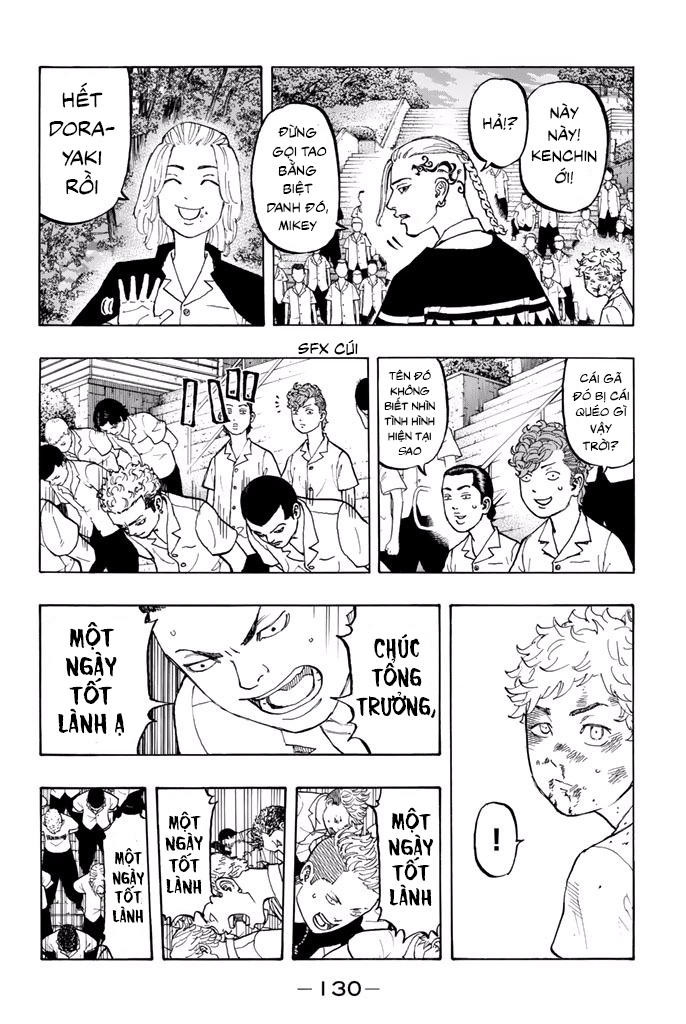 NÀY
NÀY!
KENCHIN
ƠI!
HẢ!?
ĐỪNG
GỌI TAO
BẰNG
BIỆT
DANH ĐÓ,
MIKEY
HẾT
DORA-
YAKI
RỒI
CÁI GÃ
ĐÓ BỊ CÁI
QUÉO GÌ
VẬY
TRỜI?
TÊN ĐÓ
KHÔNG
BIẾT NHÌN
TÌNH HÌNH
HIỆN TẠI
SAO
SFX CÚI
!
CHÚC
TỔNG
TRƯỞNG,
MỘT
NGÀY
TỐT
LÀNH Ạ
MỘT
NGÀY
TỐT
LÀNH
MỘT
NGÀY
TỐT
LÀNH
MỘT
NGÀY
TỐT
LÀNH
—130—